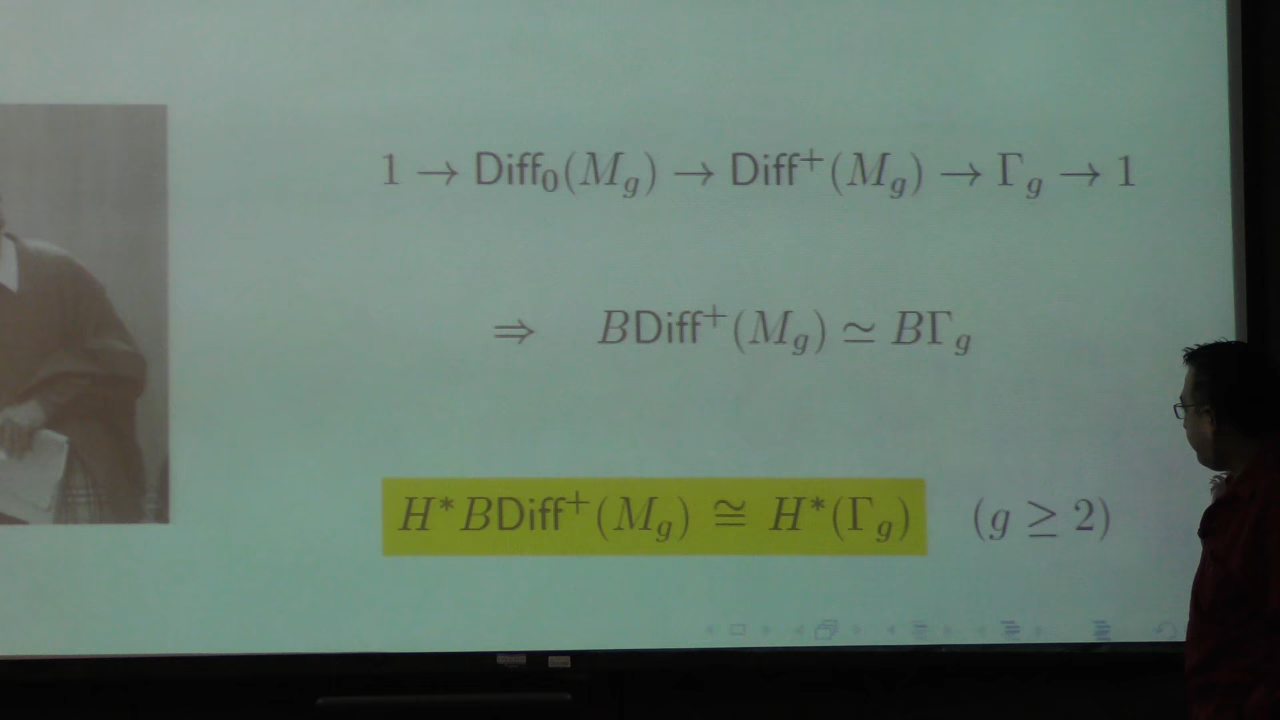 1 → Diff₀(M_g) → Diff⁺(M_g) → Γ_g → 1
⇒ BDiff⁺(M_g) ≃ BΓ_g
H*BDiff⁺(M_g) ≅ H*(Γ_g) (g ≥ 2)